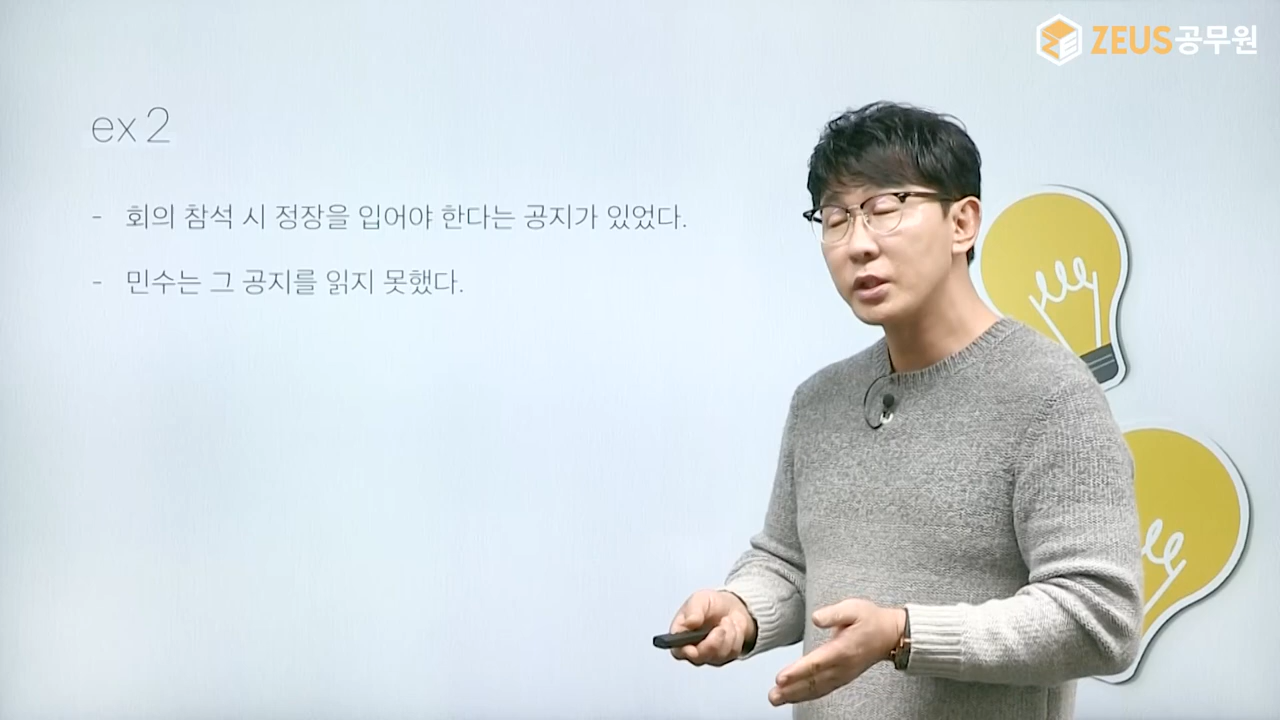 ZEUS공무원
ex 2
- 회의 참석 시 정장을 입어야 한다는 공지가 있었다.
- 민수는 그 공지를 읽지 못했다.